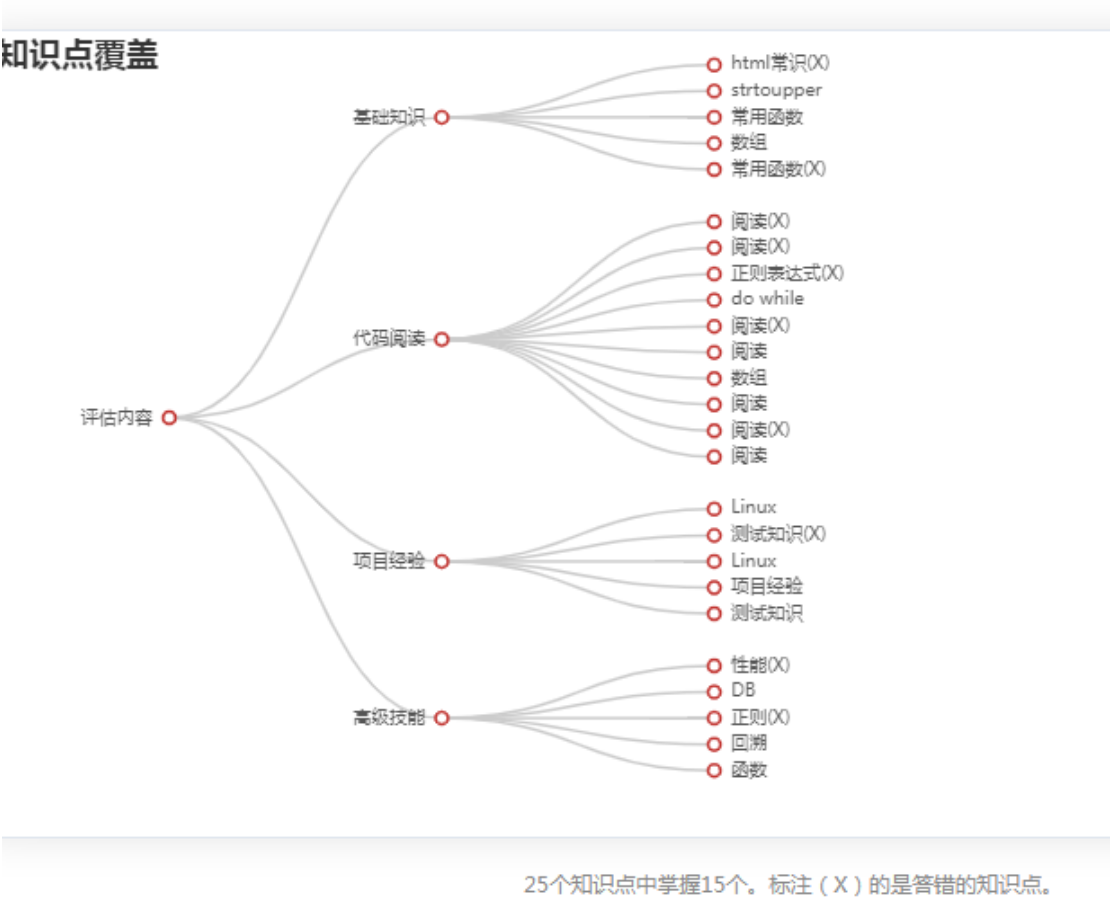 知识点覆盖
html常识(X)
strtoupper
基础知识
常用函数
数组
常用函数(X)
阅读(X)
阅读(X)
正则表达式(X)
do while
阅读(X)
代码阅读
阅读
数组
阅读
评估内容
阅读(X)
阅读
Linux
测试知识(X)
项目经验
Linux
项目经验
测试知识
性能(X)
DB
高级技能
正则(X)
回溯
函数
25个知识点中掌握15个。标注（X）的是答错的知识点。